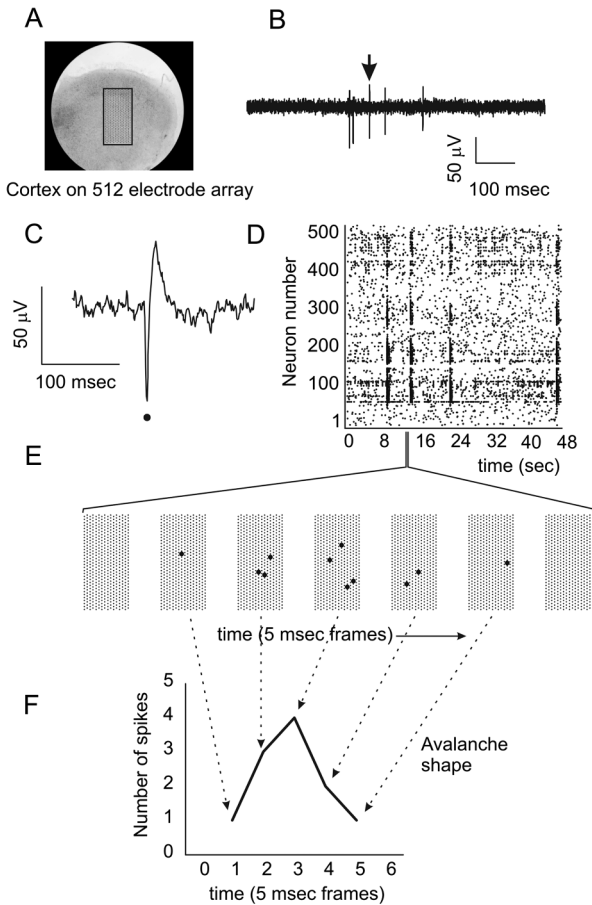 A
Cortex on 512 electrode array
B
50 μV
100 msec
C
50 μV
100 msec
D
Neuron number
500
400
300
200
100
1
0 8 16 24 32 40 48
time (sec)
E
time (5 msec frames)
F
Number of spikes
5
4
3
2
1
0
Avalanche
shape
0 1 2 3 4 5 6
time (5 msec frames)